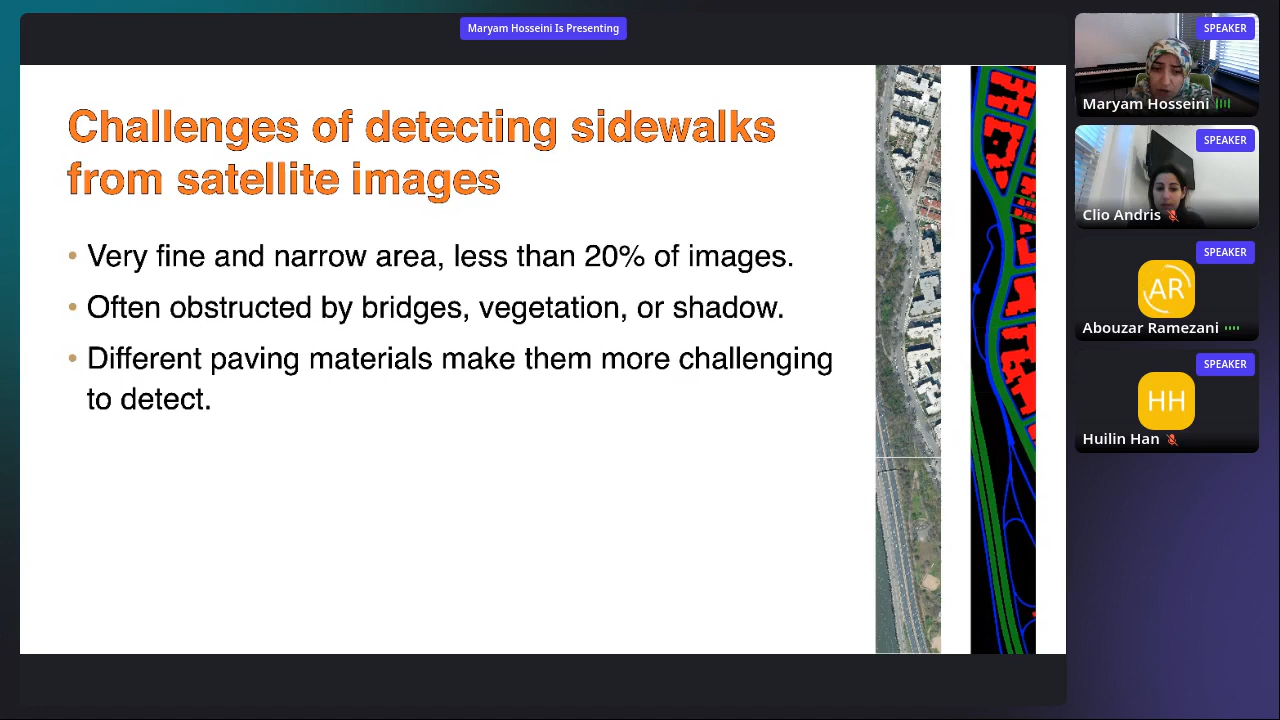 Maryam Hosseini Is Presenting
Challenges of detecting sidewalks
from satellite images
• Very fine and narrow area, less than 20% of images.
• Often obstructed by bridges, vegetation, or shadow.
• Different paving materials make them more challenging
to detect.
SPEAKER
Maryam Hosseini
SPEAKER
Clio Andris
SPEAKER
AR
Abouzar Ramezani
SPEAKER
HH
Huilin Han